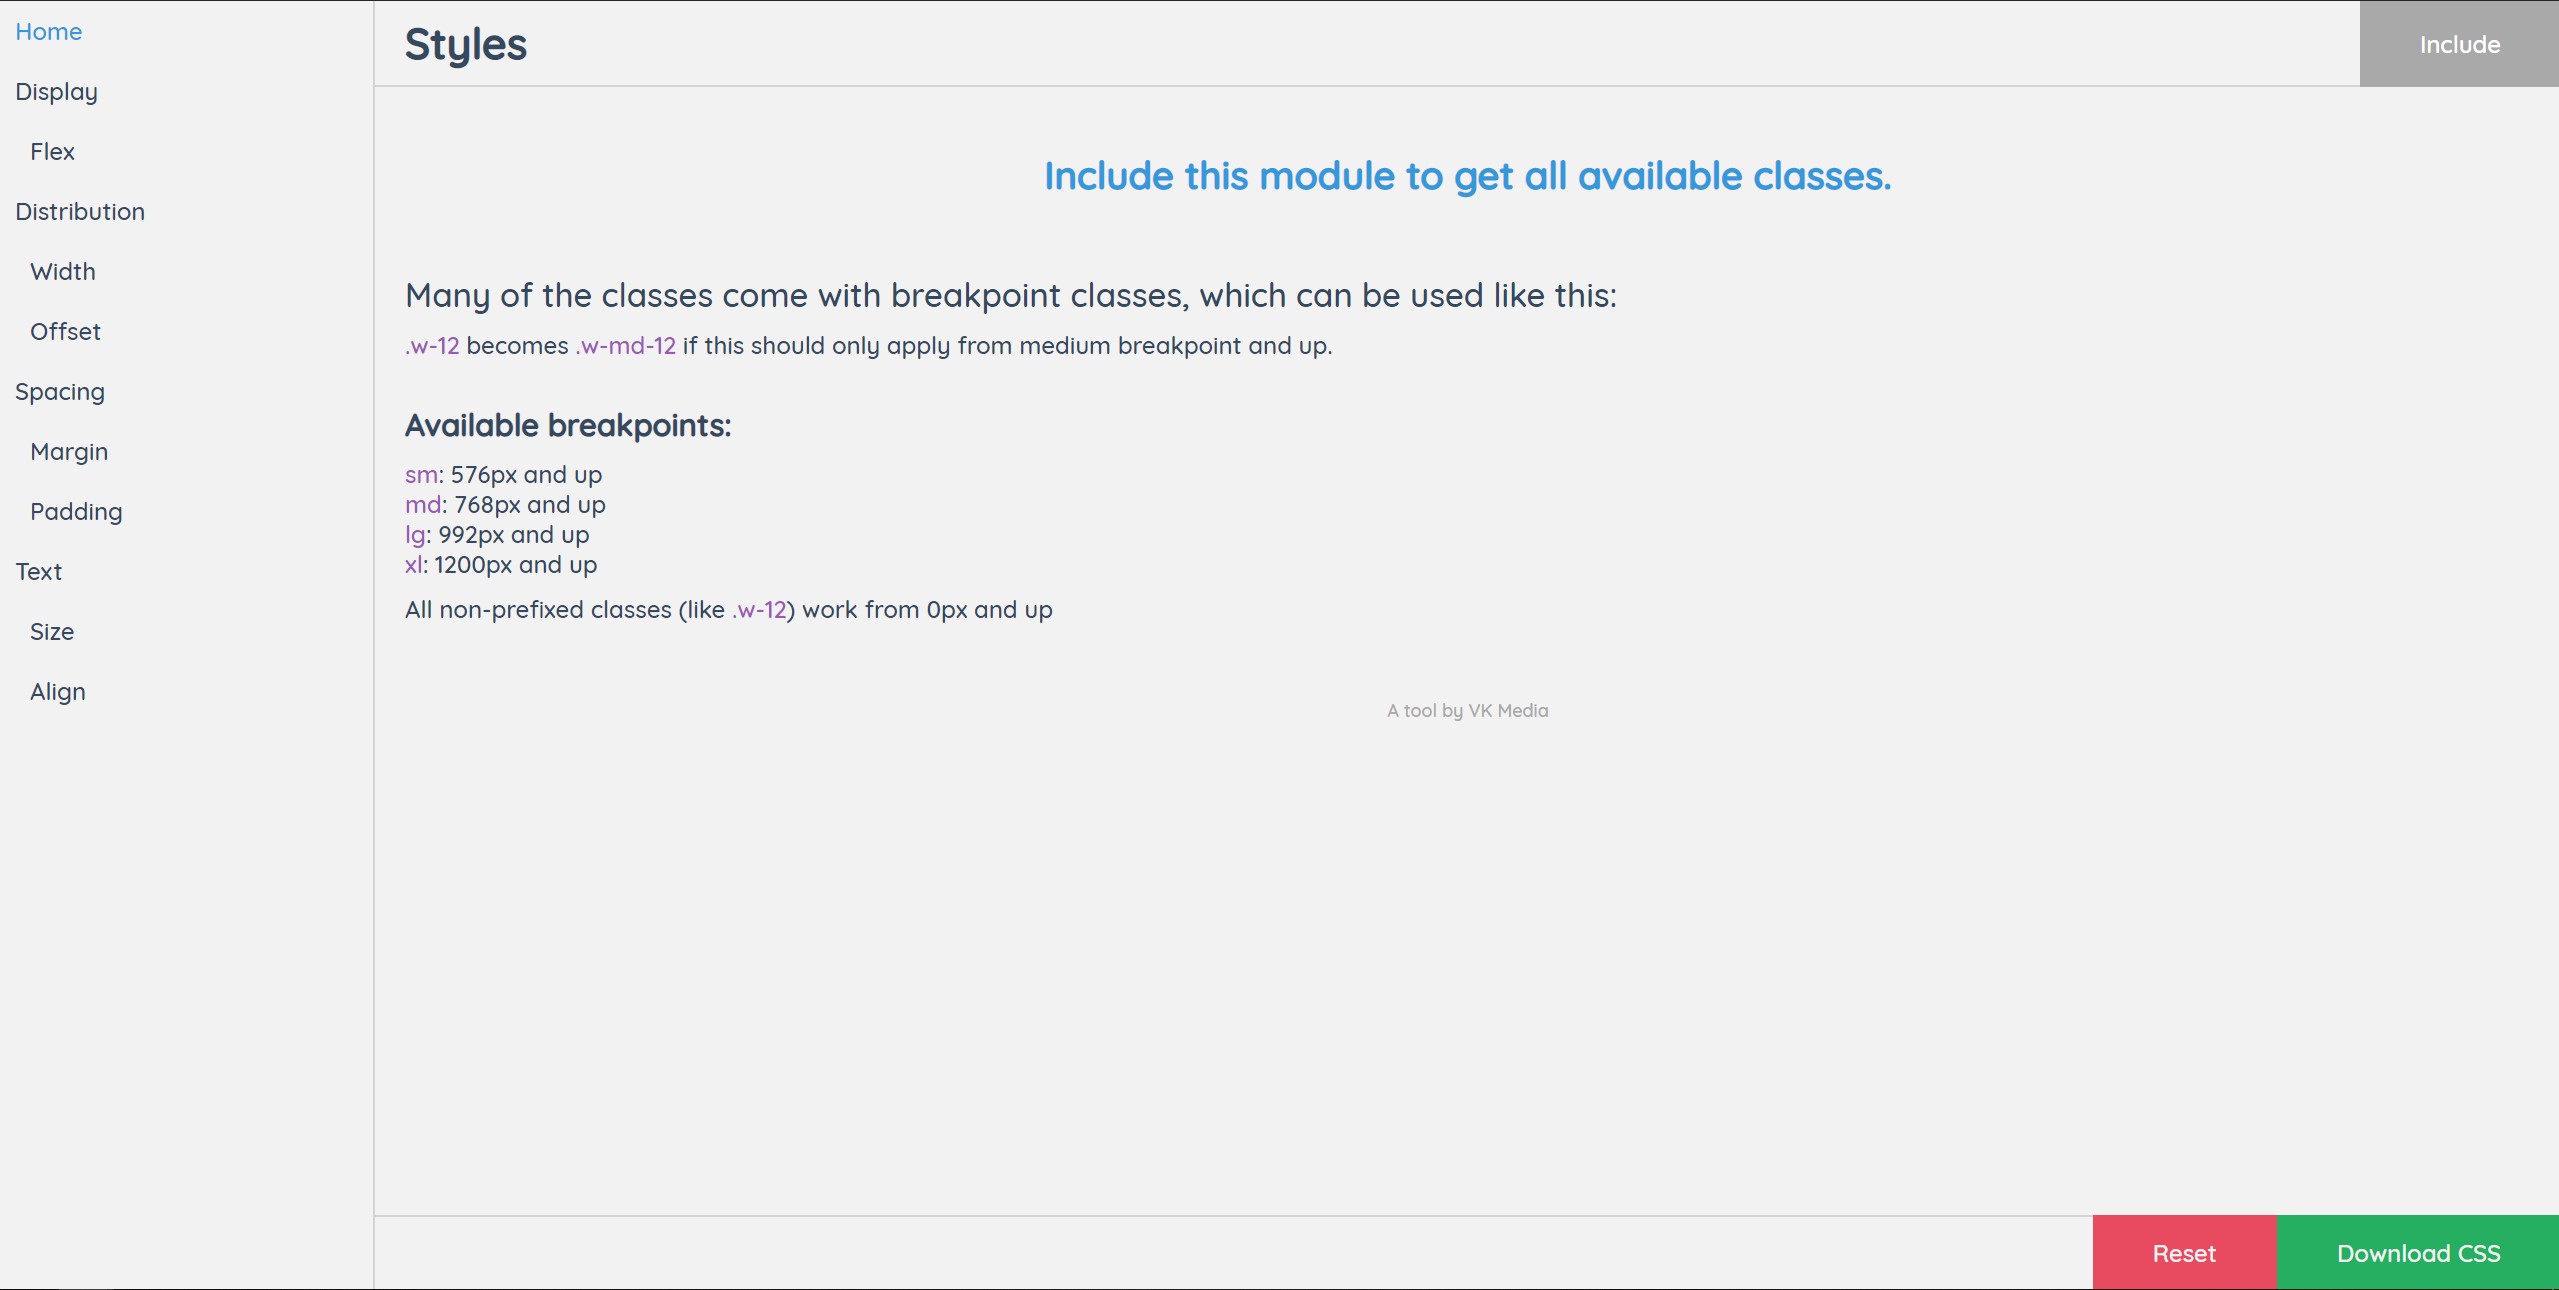 Home
Display
Flex
Distribution
Width
Offset
Spacing
Margin
Padding
Text
Size
Align
Styles
Include
Include this module to get all available classes.
Many of the classes come with breakpoint classes, which can be used like this:
.w-12 becomes .w-md-12 if this should only apply from medium breakpoint and up.
Available breakpoints:
sm: 576px and up
md: 768px and up
lg: 992px and up
xl: 1200px and up
All non-prefixed classes (like .w-12) work from 0px and up
A tool by VK Media
Reset
Download CSS